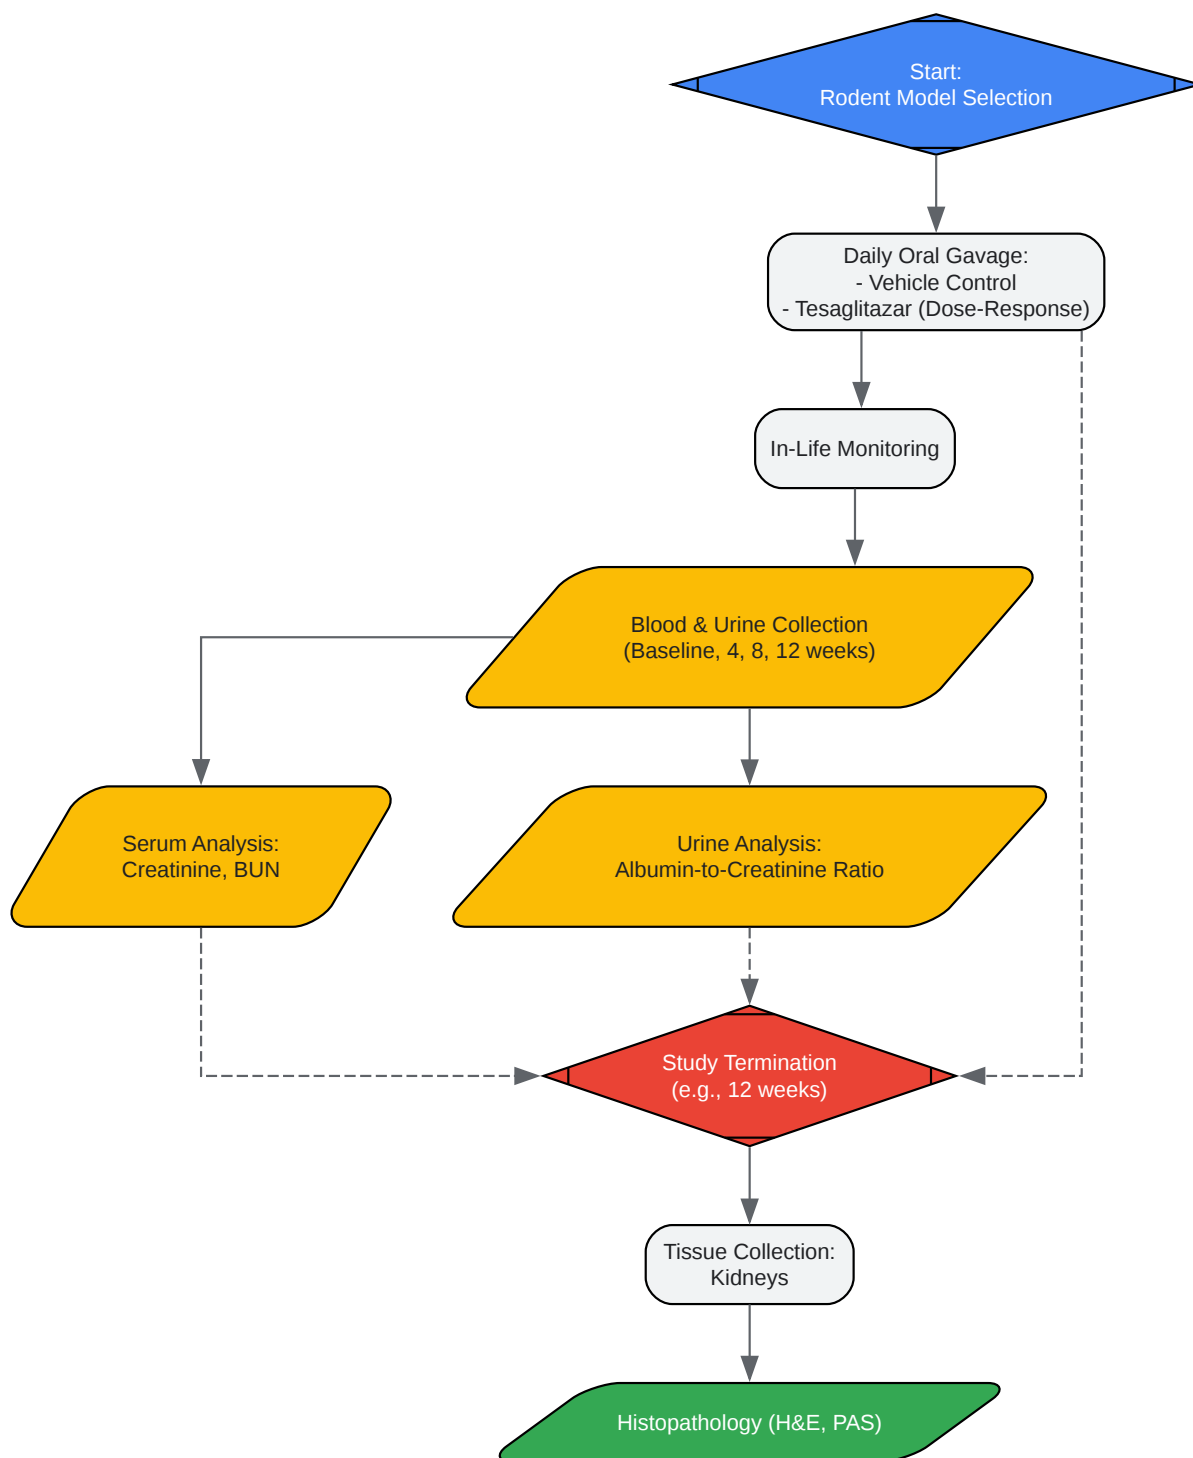 Start:
Rodent Model Selection
Daily Oral Gavage:
- Vehicle Control
- Tesaglitazar (Dose-Response)
In-Life Monitoring
Blood & Urine Collection
(Baseline, 4, 8, 12 weeks)
Serum Analysis:
Creatinine, BUN
Urine Analysis:
Albumin-to-Creatinine Ratio
Study Termination
(e.g., 12 weeks)
Tissue Collection:
Kidneys
Histopathology (H&E, PAS)